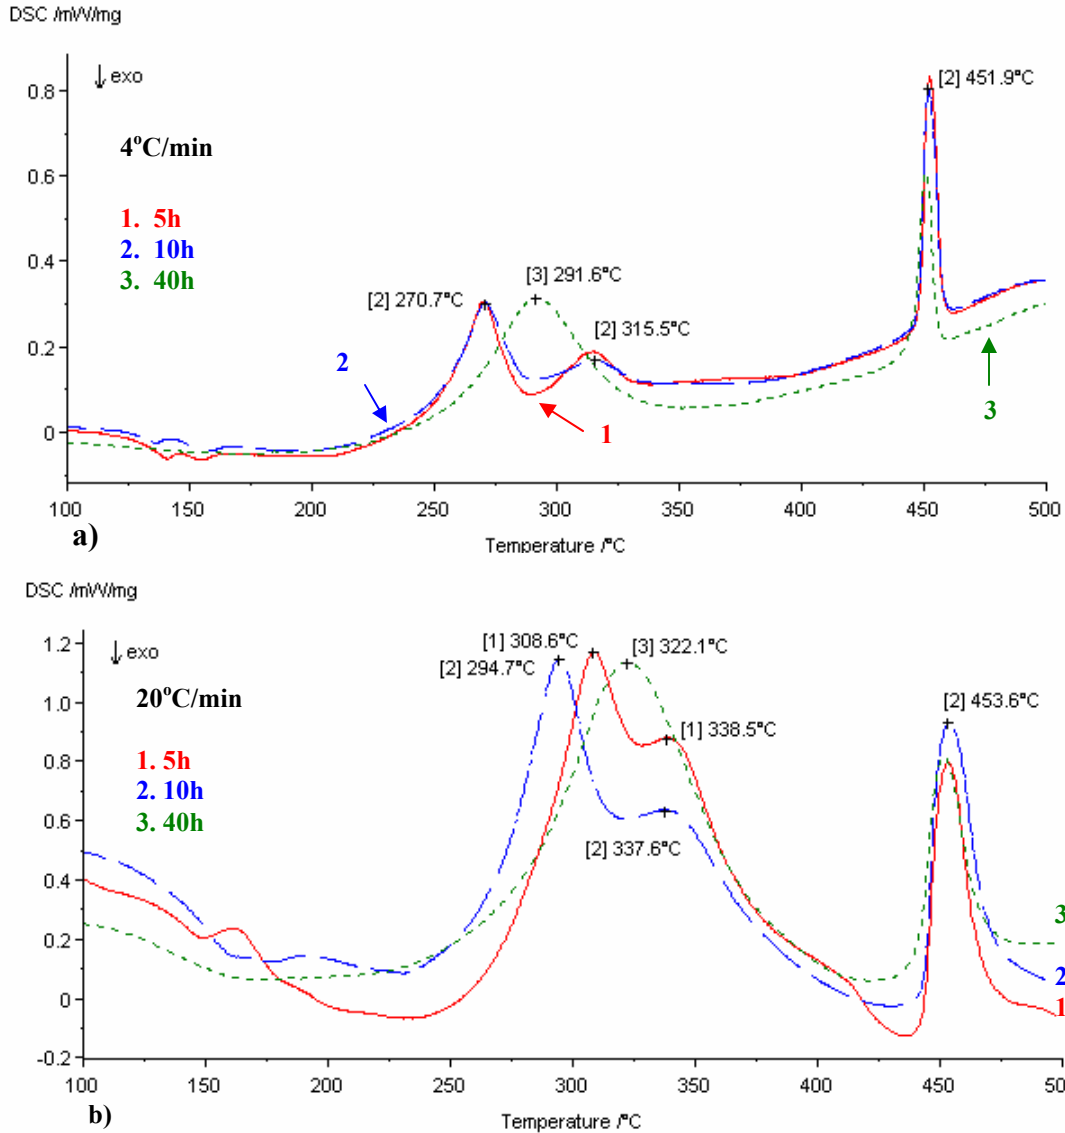 DSC /mW/mg
↓ exo
[2] 451.9°C
0.8
4°C/min
0.6
1. 5h
2. 10h
3. 40h
0.4
[3] 291.6°C
[2] 270.7°C
[2] 315.5°C
0.2
2
1
3
0
100 150 200 250 300 350 400 450 500
a)
Temperature /°C
DSC /mW/mg
1.2
[1] 308.6°C
[3] 322.1°C
↓ exo
[2] 294.7°C
20°C/min
1.0
[2] 453.6°C
[1] 338.5°C
1. 5h
0.8
2. 10h
3. 40h
0.6
[2] 337.6°C
0.4
3
0.2
2
0
1
-0.2
100 150 200 250 300 350 400 450 50
b)
Temperature /°C